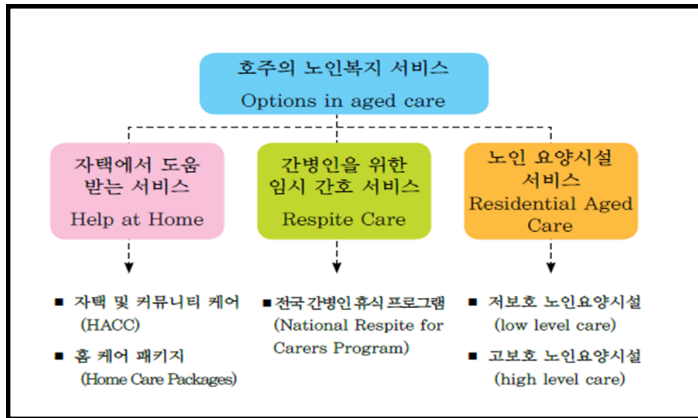 호주의 노인복지 서비스
Options in aged care
자택에서 도움
받는 서비스
Help at Home
간병인을 위한
임시 간호 서비스
Respite Care
노인 요양시설
서비스
Residential Aged
Care
■ 자택 및 커뮤니티 케어
(HACC)
■ 홈 케어 패키지
(Home Care Packages)
■ 전국 간병인 휴식 프로그램
(National Respite for
Carers Program)
■ 저보호 노인요양시설
(low level care)
■ 고보호 노인요양시설
(high level care)